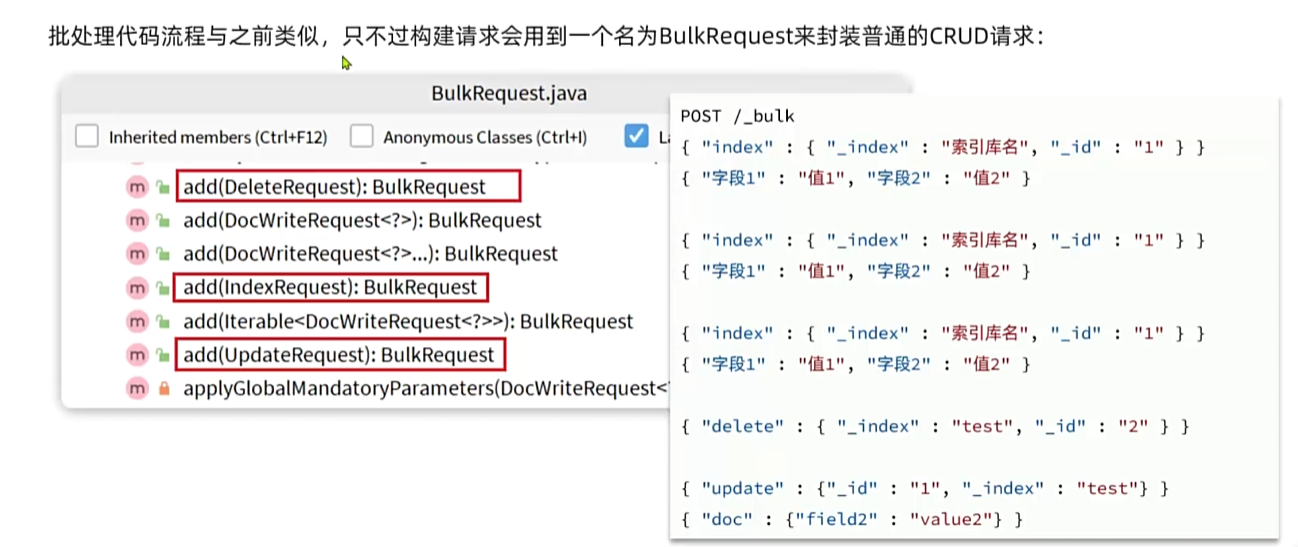 批处理代码流程与之前类似，只不过构建请求会用到一个名为BulkRequest来封装普通的CRUD请求：
BulkRequest.java
Inherited members (Ctrl+F12) Anonymous Classes (Ctrl+I)
m add(DeleteRequest): BulkRequest
m add(DocWriteRequest<?>): BulkRequest
m add(DocWriteRequest<?>...): BulkRequest
m add(IndexRequest): BulkRequest
m add(Iterable<DocWriteRequest<?>>): BulkRequest
m add(UpdateRequest): BulkRequest
m applyGlobalMandatoryParameters(DocWriteRequest<
POST /_bulk
{ "index" : { "_index" : "索引库名", "_id" : "1" } }
{ "字段1" : "值1", "字段2" : "值2" }
{ "index" : { "_index" : "索引库名", "_id" : "1" } }
{ "字段1" : "值1", "字段2" : "值2" }
{ "index" : { "_index" : "索引库名", "_id" : "1" } }
{ "字段1" : "值1", "字段2" : "值2" }
{ "delete" : { "_index" : "test", "_id" : "2" } }
{ "update" : {"_id" : "1", "_index" : "test"} }
{ "doc" : {"field2" : "value2"} }